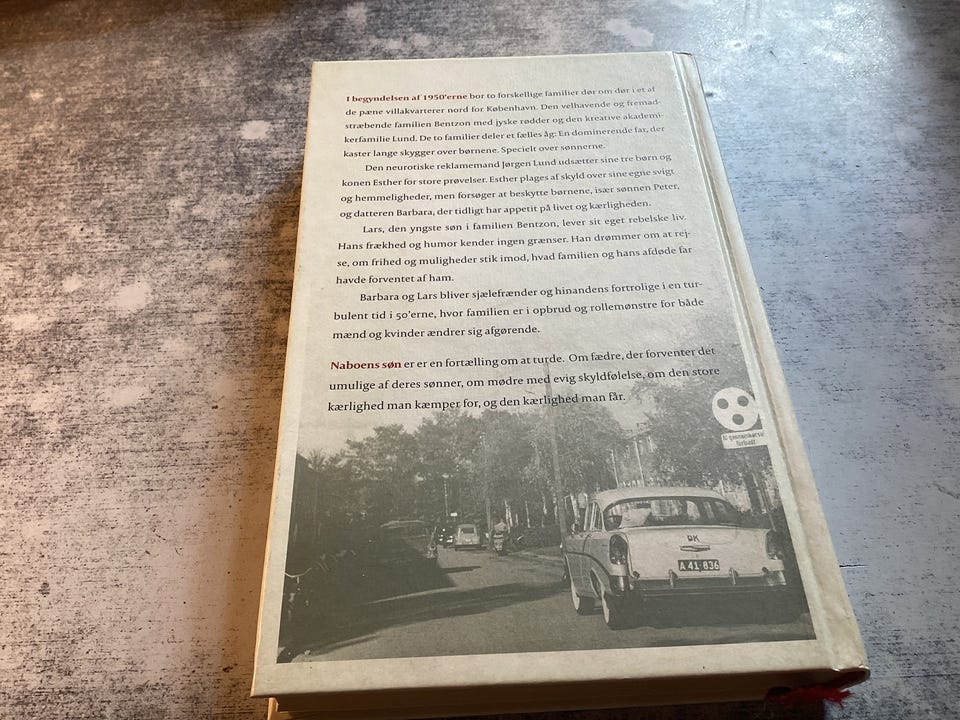 I begyndelsen af 1950'erne bor to forskellige familier dør om dør i et af
de pæne villakvarterer nord for København. Den velhavende og fremad-
stræbende familien Bentzon med jyske rødder og den kreative akademi-
kerfamilie Lund. De to familier deler et fælles åg: En dominerende far, der
kaster lange skygger over børnene. Specielt over sønnerne.
Den neurotiske reklamemand Jørgen Lund udsætter sine tre børn og
konen Esther for store prøvelser. Esther plages af skyld over sine egne svigt
og hemmeligheder, men forsøger at beskytte børnene, især sønnen Peter,
og datteren Barbara, der tidligt har appetit på livet og kærligheden.
Lars, den yngste søn i familien Bentzon, lever sit eget rebelske liv.
Hans frækhed og humor kender ingen grænser. Han drømmer om at rej-
se, om frihed og muligheder stik imod, hvad familien og hans afdøde far
havde forventet af ham.
Barbara og Lars bliver sjælefrænder og hinandens fortrolige i en tur-
bulent tid i 50'erne, hvor familien er i opbrud og rollemønstre for både
mænd og kvinder ændrer sig afgørende.
Naboens søn er er en fortælling om at turde. Om fædre, der forventer det
umulige af deres sønner, om mødre med evig skyldfølelse, om den store
kærlighed man kæmper for, og den kærlighed man får.
Al gennemkørsel
forbudt
DK
A 41 836